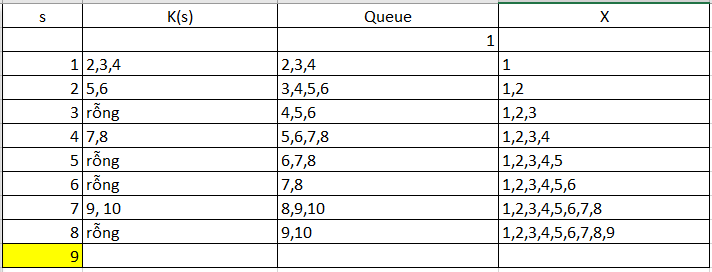 s K(s) Queue X
1
1 2,3,4 2,3,4 1
2 5,6 3,4,5,6 1,2
3 rỗng 4,5,6 1,2,3
4 7,8 5,6,7,8 1,2,3,4
5 rỗng 6,7,8 1,2,3,4,5
6 rỗng 7,8 1,2,3,4,5,6
7 9, 10 8,9,10 1,2,3,4,5,6,7,8
8 rỗng 9,10 1,2,3,4,5,6,7,8,9
9